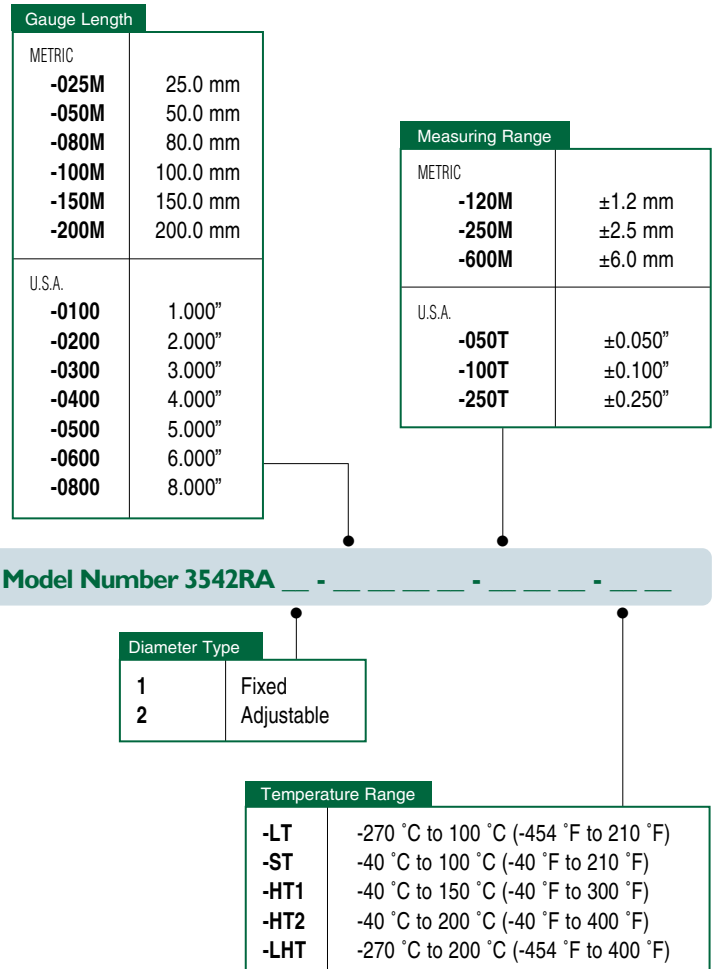 Gauge Length
METRIC
-025M 25.0 mm
-050M 50.0 mm
-080M 80.0 mm
-100M 100.0 mm
-150M 150.0 mm
-200M 200.0 mm
U.S.A.
-0100 1.000”
-0200 2.000”
-0300 3.000”
-0400 4.000”
-0500 5.000”
-0600 6.000”
-0800 8.000”
Measuring Range
METRIC
-120M ±1.2 mm
-250M ±2.5 mm
-600M ±6.0 mm
U.S.A.
-050T ±0.050”
-100T ±0.100”
-250T ±0.250”
Model Number 3542RA __ - __ __ __ __ - __ __ __ - __ __
Diameter Type
1 Fixed
2 Adjustable
Temperature Range
-LT -270 ˚C to 100 ˚C (-454 ˚F to 210 ˚F)
-ST -40 ˚C to 100 ˚C (-40 ˚F to 210 ˚F)
-HT1 -40 ˚C to 150 ˚C (-40 ˚F to 300 ˚F)
-HT2 -40 ˚C to 200 ˚C (-40 ˚F to 400 ˚F)
-LHT -270 ˚C to 200 ˚C (-454 ˚F to 400 ˚F)